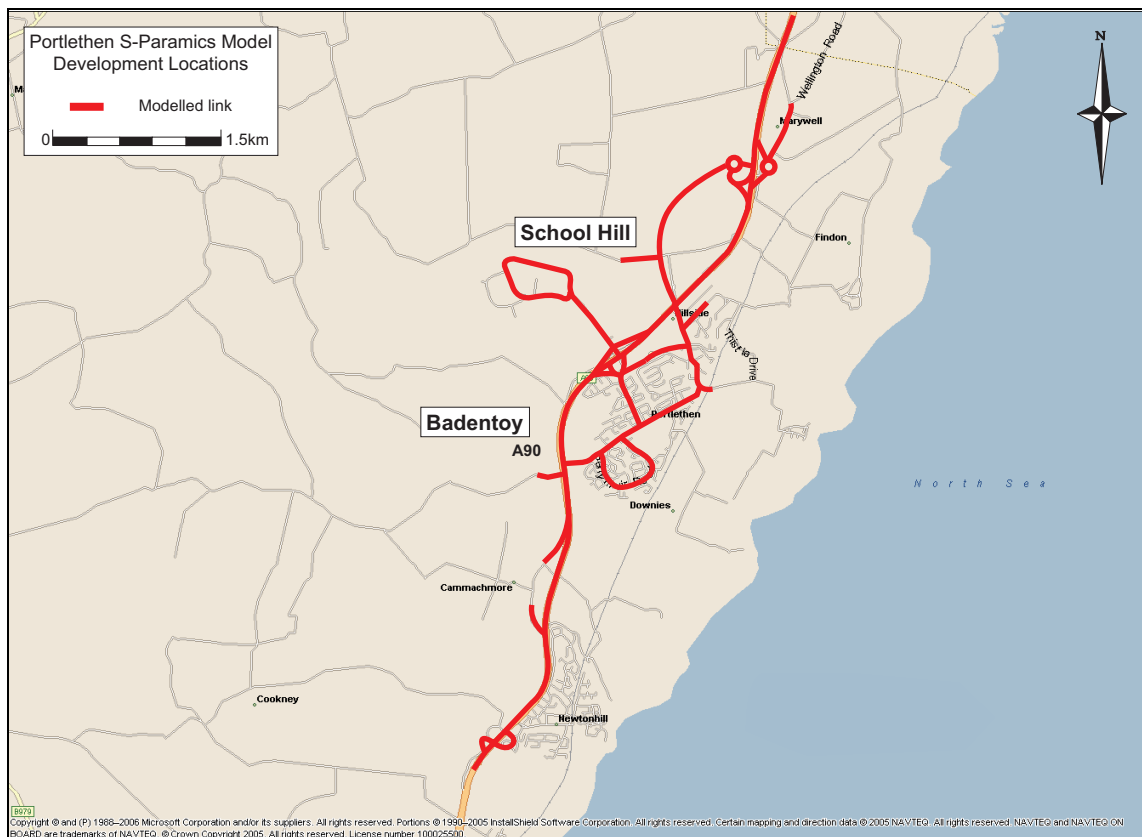 Portlethen S-Paramics Model
Development Locations
Modelled link
0 1.5km
N
Wellington Road
Marywell
School Hill
Findon
Hillside
Thistle Drive
Portlethen
Badentoy
A90
North Sea
Downies
Cammachmore
Cookney
Newtonhill
B979
Copyright © and (P) 1988–2006 Microsoft Corporation and/or its suppliers. All rights reserved. Portions © 1990–2005 InstallShield Software Corporation. All rights reserved. Certain mapping and direction data © 2005 NAVTEQ. All rights reserved. NAVTEQ and NAVTEQ ON
BOARD are trademarks of NAVTEQ. © Crown Copyright 2005. All rights reserved. License number 100025500